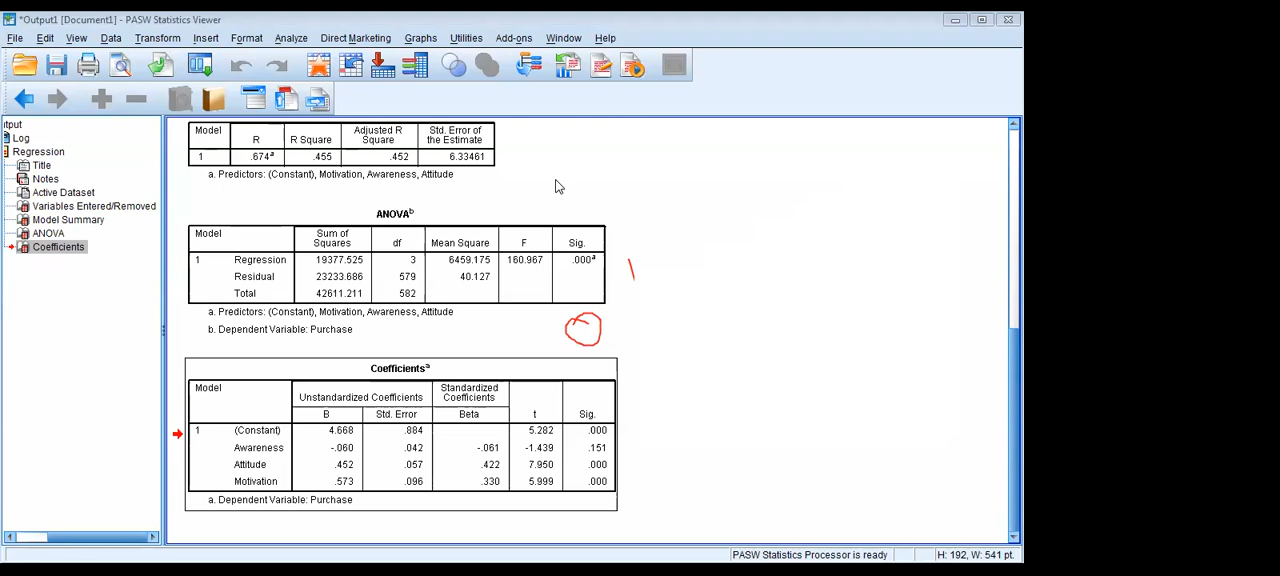 *Output1 [Document1] - PASW Statistics Viewer
File Edit View Data Transform Insert Format Analyze Direct Marketing Graphs Utilities Add-ons Window Help
tput
Log
Regression
Title
Notes
Active Dataset
Variables Entered/Removed
Model Summary
ANOVA
Coefficients
Model R R Square Adjusted R Square Std. Error of the Estimate
1 .674a .455 .452 6.33461
a. Predictors: (Constant), Motivation, Awareness, Attitude
ANOVAb
Model Sum of Squares df Mean Square F Sig.
1 Regression 19377.525 3 6459.175 160.967 .000a
Residual 23233.686 579 40.127
Total 42611.211 582
a. Predictors: (Constant), Motivation, Awareness, Attitude
b. Dependent Variable: Purchase
Coefficientsa
Model Unstandardized Coefficients Standardized Coefficients t Sig.
B Std. Error Beta
1 (Constant) 4.668 .884 5.282 .000
Awareness -.060 .042 -.061 -1.439 .151
Attitude .452 .057 .422 7.950 .000
Motivation .573 .096 .330 5.999 .000
a. Dependent Variable: Purchase
PASW Statistics Processor is ready H: 192, W: 541 pt.